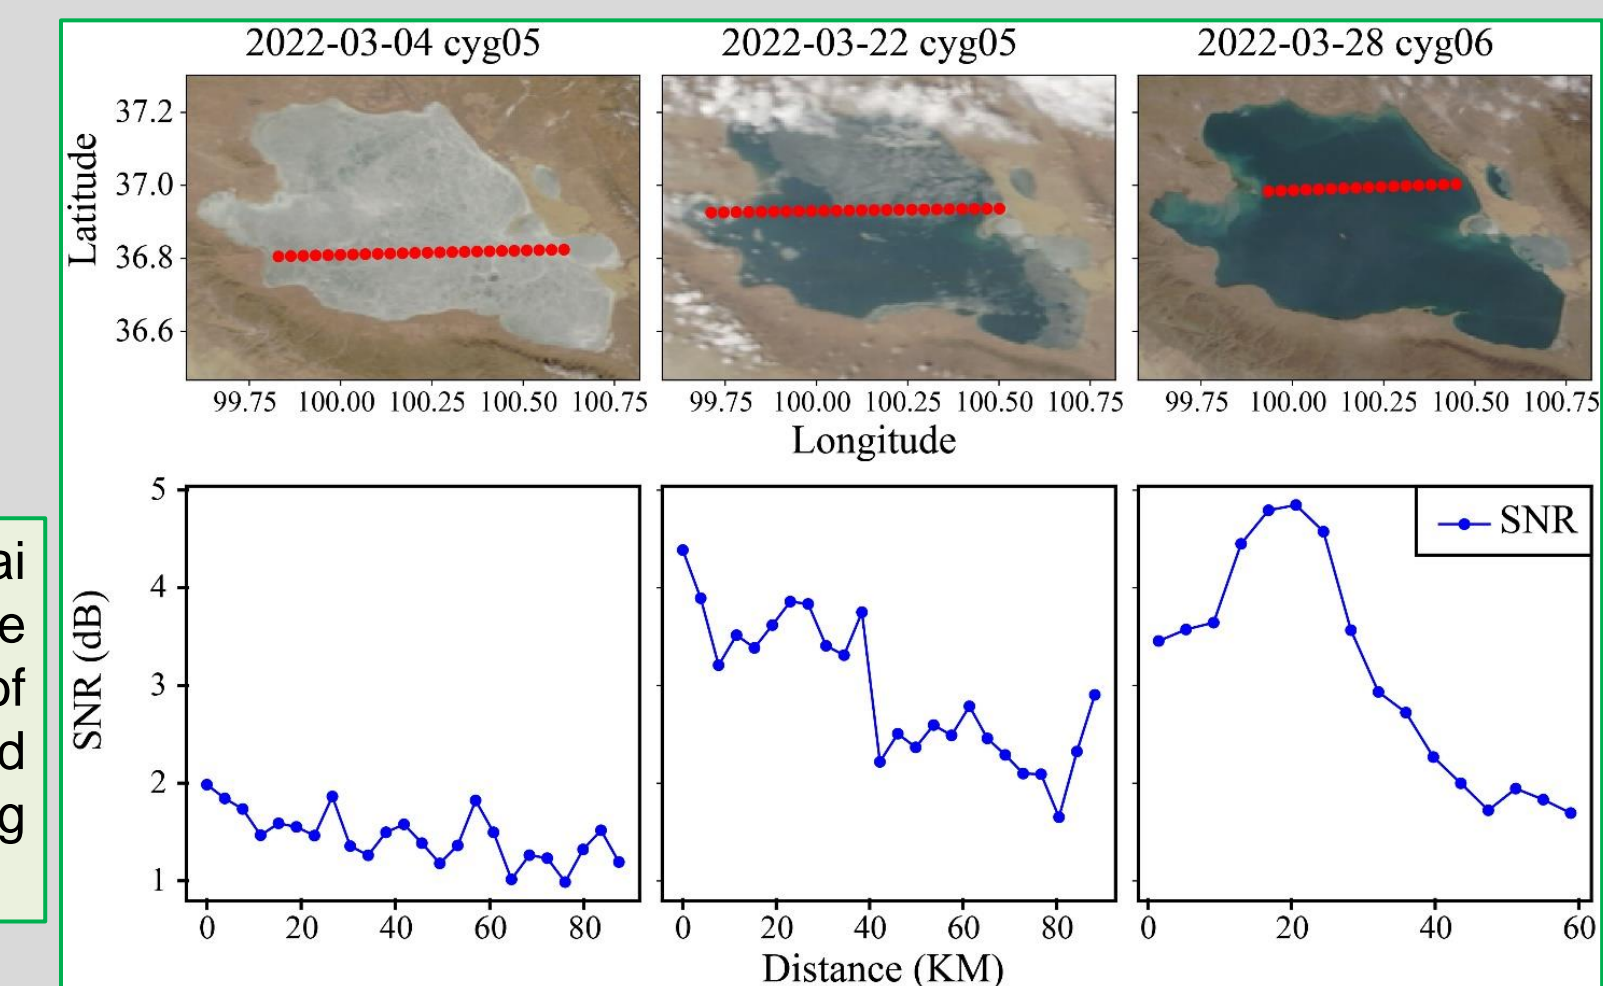 2022-03-04 cyg05
2022-03-22 cyg05
2022-03-28 cyg06
Latitude
37.2
37.0
36.8
36.6
99.75 100.00 100.25 100.50 100.75
99.75 100.00 100.25 100.50 100.75
99.75 100.00 100.25 100.50 100.75
Longitude
ai
e
of
d
g
SNR (dB)
5
4
3
2
1
SNR
0 20 40 60 80
0 20 40 60 80
0 20 40 60
Distance (KM)